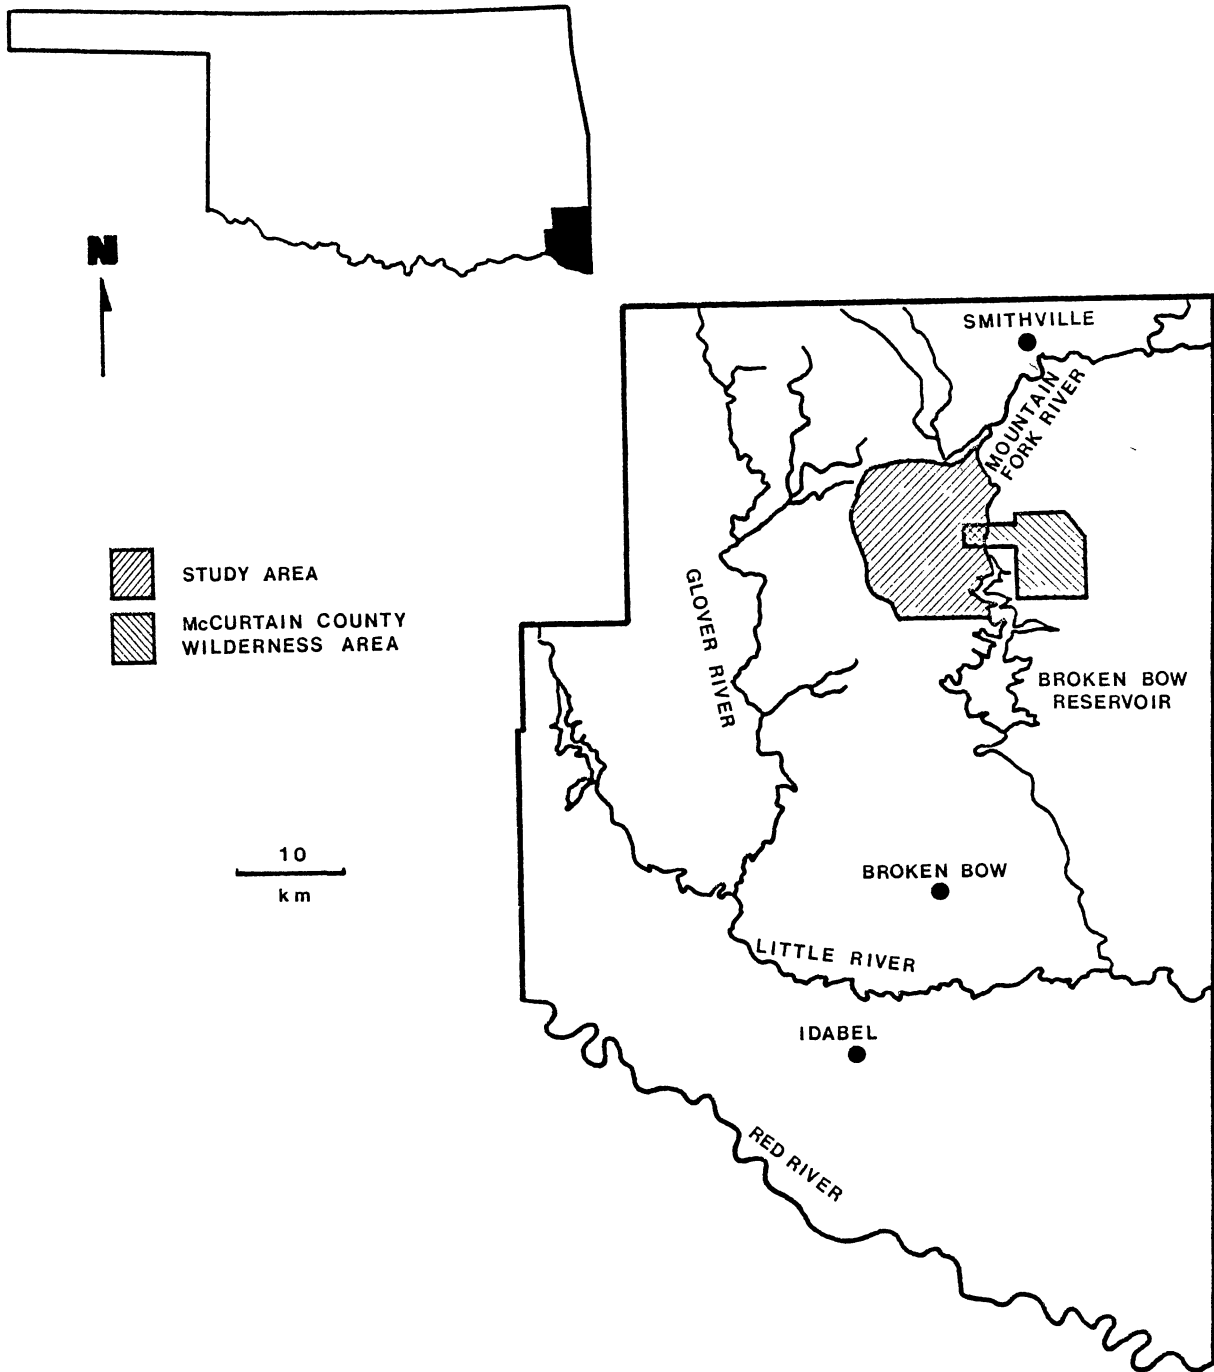 N
SMITHVILLE
MOUNTAIN
FORK RIVER
STUDY AREA
McCURTAIN COUNTY
WILDERNESS AREA
GLOVER RIVER
BROKEN BOW
RESERVOIR
10
km
BROKEN BOW
LITTLE RIVER
IDABEL
RED RIVER